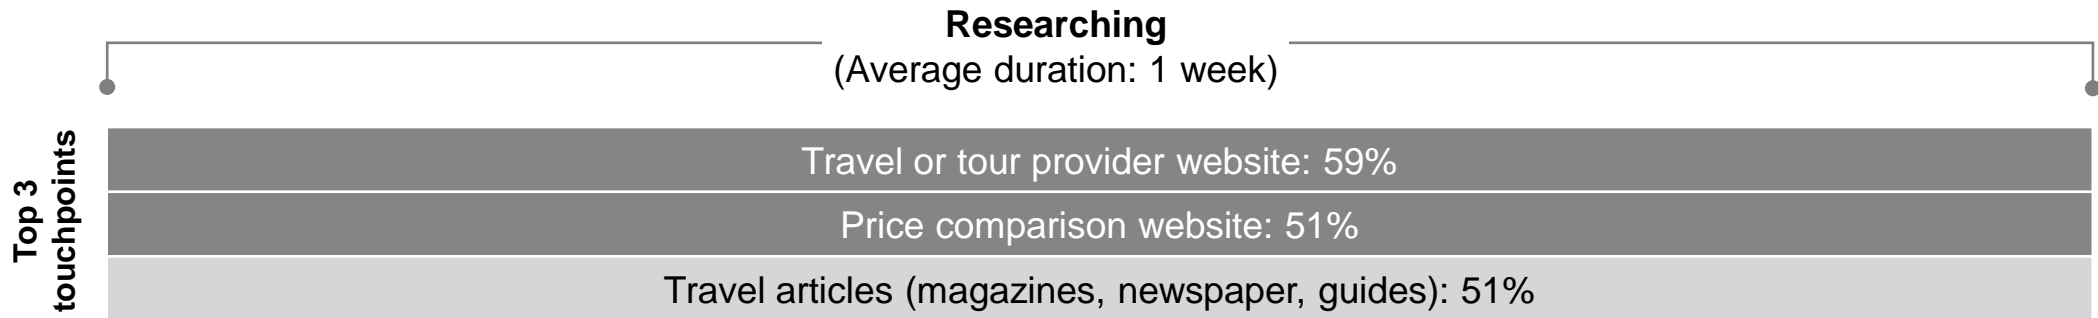 Researching
(Average duration: 1 week)
Top 3
touchpoints
Travel or tour provider website: 59%
Price comparison website: 51%
Travel articles (magazines, newspaper, guides): 51%